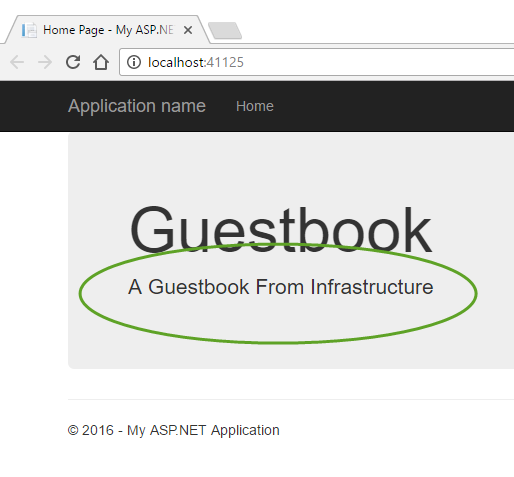 Home Page - My ASP.NE
localhost:41125
Application name Home
Guestbook
A Guestbook From Infrastructure
© 2016 - My ASP.NET Application